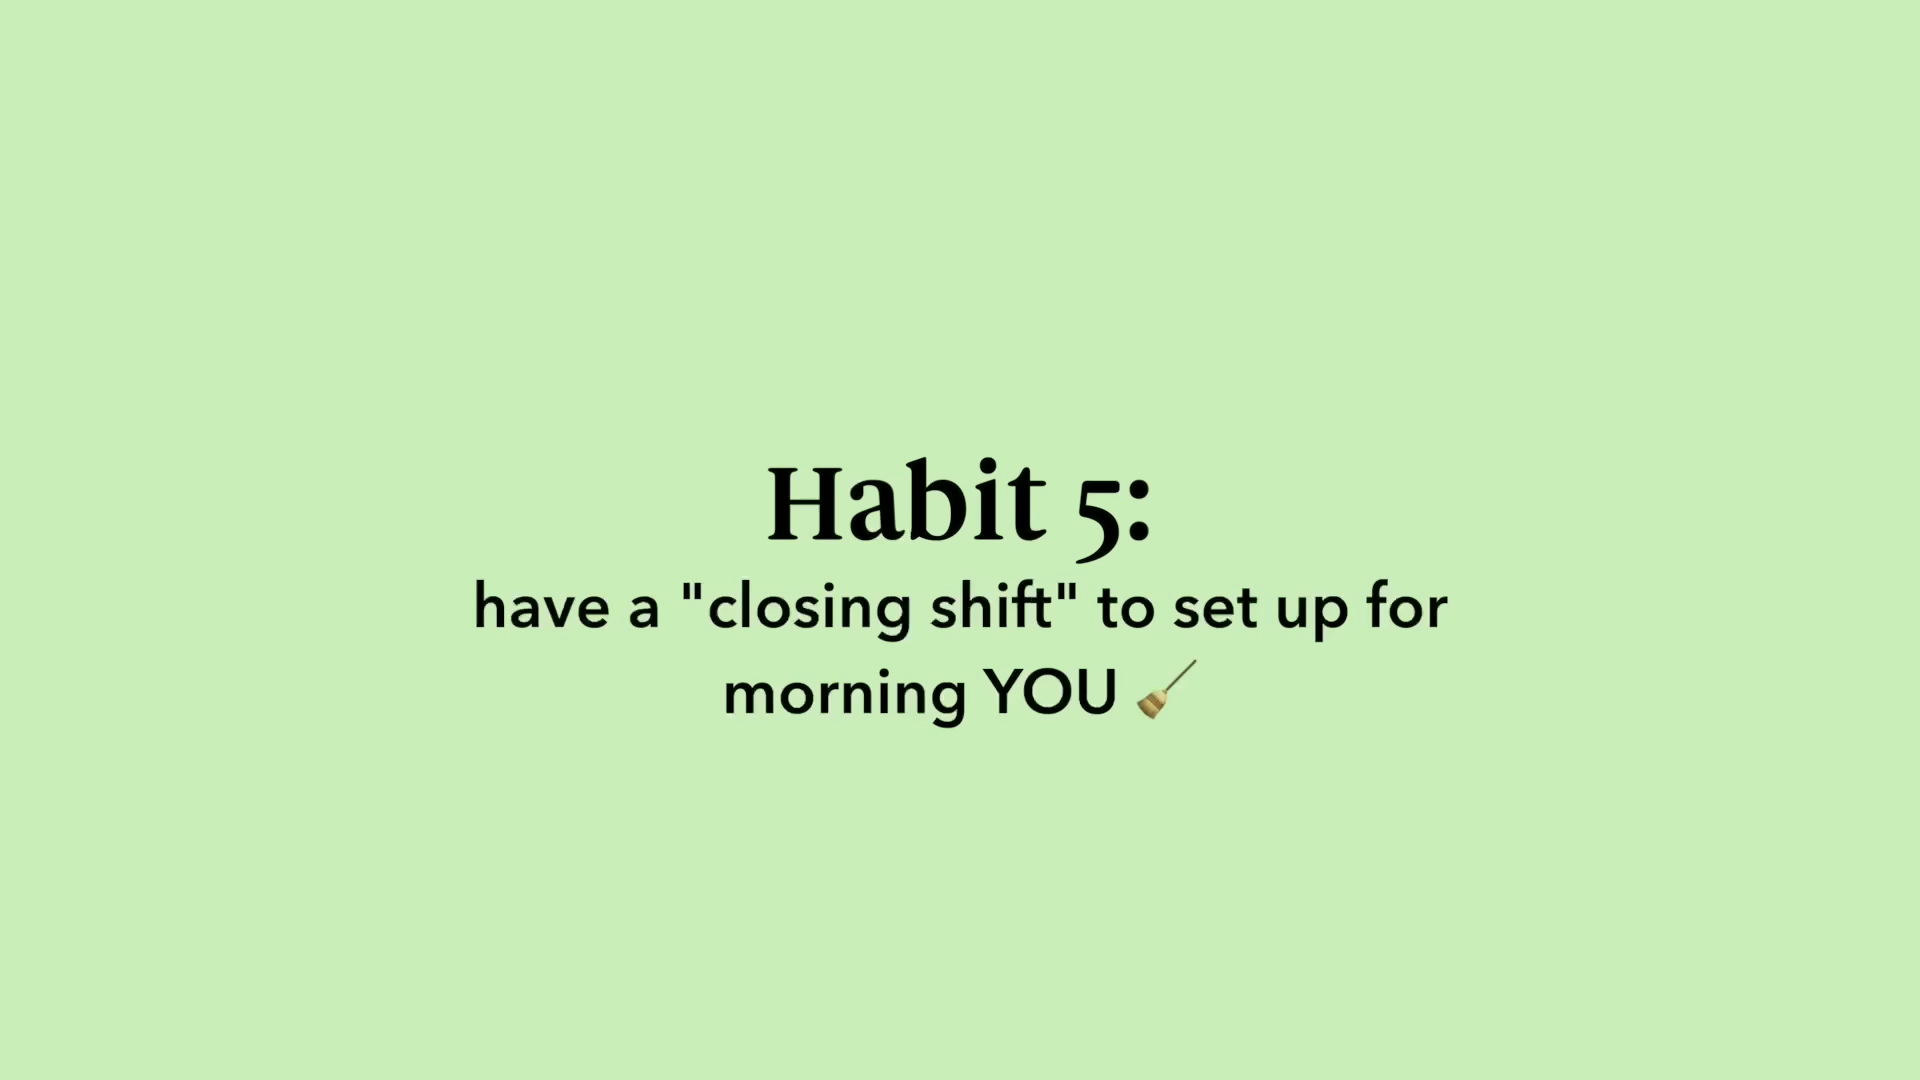 Habit 5:
have a "closing shift" to set up for
morning YOU 🧹